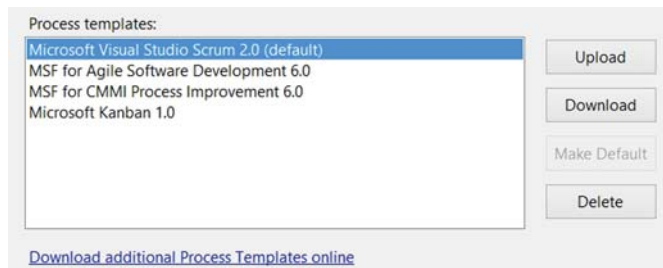 Process templates:
Microsoft Visual Studio Scrum 2.0 (default)
MSF for Agile Software Development 6.0
MSF for CMMI Process Improvement 6.0
Microsoft Kanban 1.0
Upload
Download
Make Default
Delete
Download additional Process Templates online